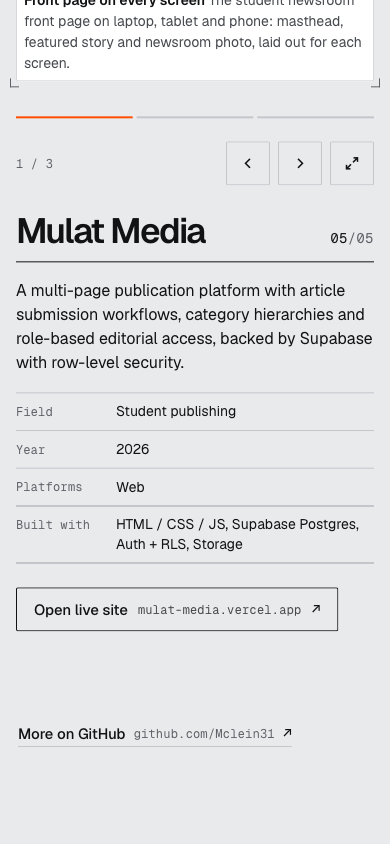 Front page on every screen The student newsroom
front page on laptop, tablet and phone: masthead,
featured story and newsroom photo, laid out for each
screen.
1 / 3
Mulat Media
05/05
A multi-page publication platform with article
submission workflows, category hierarchies and
role-based editorial access, backed by Supabase
with row-level security.
Field Student publishing
Year 2026
Platforms Web
Built with HTML / CSS / JS, Supabase Postgres,
Auth + RLS, Storage
Open live site mulat-media.vercel.app ↗
More on GitHub github.com/Mclein31 ↗